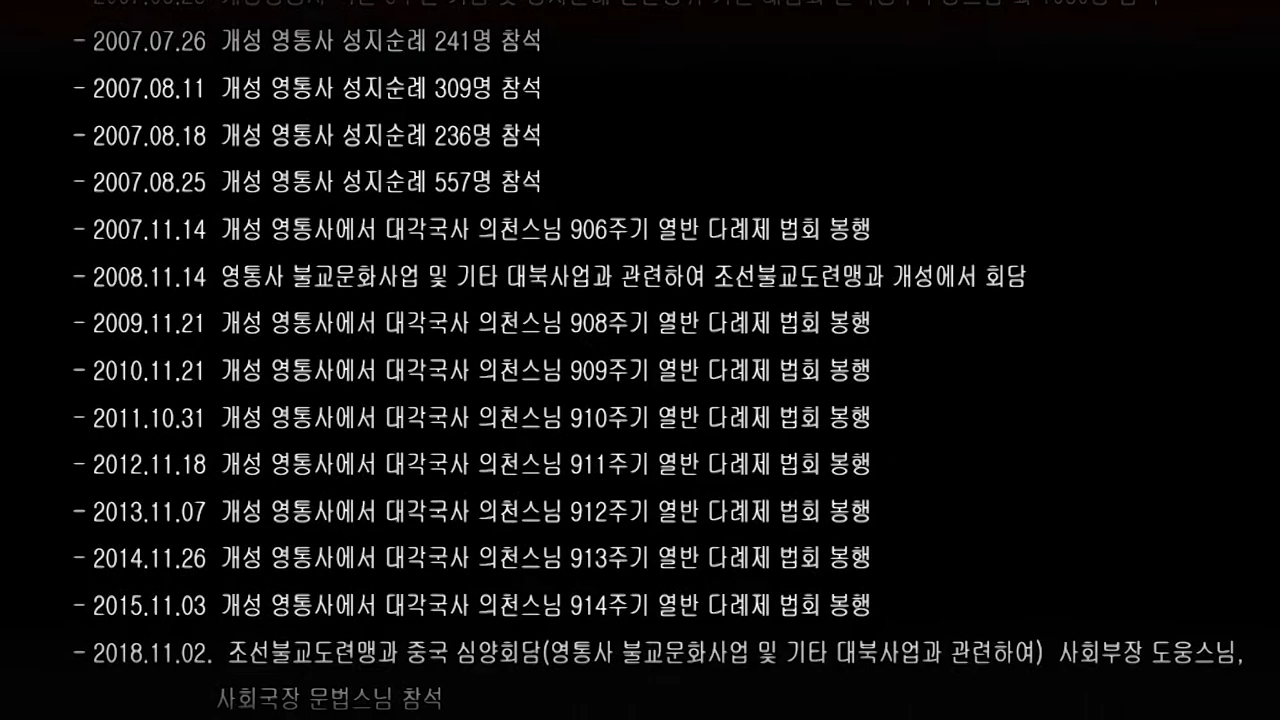 - 2007.07.26 개성 영통사 성지순례 241명 참석
- 2007.08.11 개성 영통사 성지순례 309명 참석
- 2007.08.18 개성 영통사 성지순례 236명 참석
- 2007.08.25 개성 영통사 성지순례 557명 참석
- 2007.11.14 개성 영통사에서 대각국사 의천스님 906주기 열반 다례제 법회 봉행
- 2008.11.14 영통사 불교문화사업 및 기타 대북사업과 관련하여 조선불교도련맹과 개성에서 회담
- 2009.11.21 개성 영통사에서 대각국사 의천스님 908주기 열반 다례제 법회 봉행
- 2010.11.21 개성 영통사에서 대각국사 의천스님 909주기 열반 다례제 법회 봉행
- 2011.10.31 개성 영통사에서 대각국사 의천스님 910주기 열반 다례제 법회 봉행
- 2012.11.18 개성 영통사에서 대각국사 의천스님 911주기 열반 다례제 법회 봉행
- 2013.11.07 개성 영통사에서 대각국사 의천스님 912주기 열반 다례제 법회 봉행
- 2014.11.26 개성 영통사에서 대각국사 의천스님 913주기 열반 다례제 법회 봉행
- 2015.11.03 개성 영통사에서 대각국사 의천스님 914주기 열반 다례제 법회 봉행
- 2018.11.02. 조선불교도련맹과 중국 심양회담(영통사 불교문화사업 및 기타 대북사업과 관련하여) 사회부장 도웅스님,
사회국장 문법스님 참석